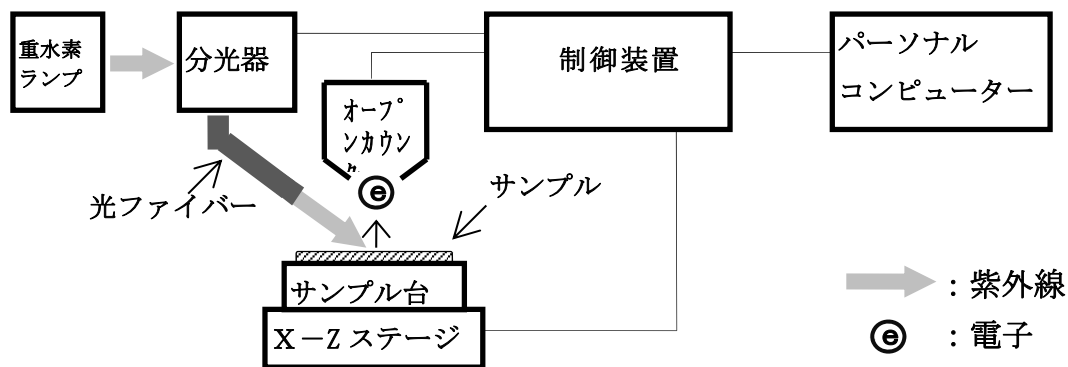 重水素
ランプ
分光器
制御装置
パーソナル
コンピューター
ｵｰﾌﾟ
ﾝｶｳﾝ
e
光ファイバー
サンプル
サンプル台
X－Zステージ
：紫外線
e ：電子